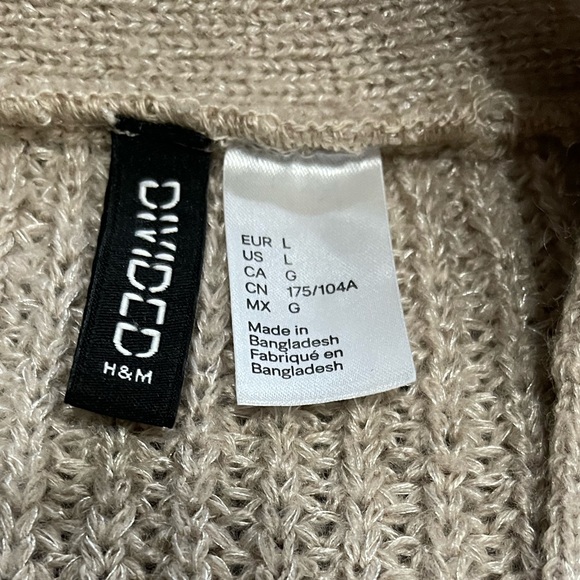 DIVIDED
H&M
EUR L
US L
CA G
CN 175/104A
MX G
Made in
Bangladesh
Fabriqué en
Bangladesh